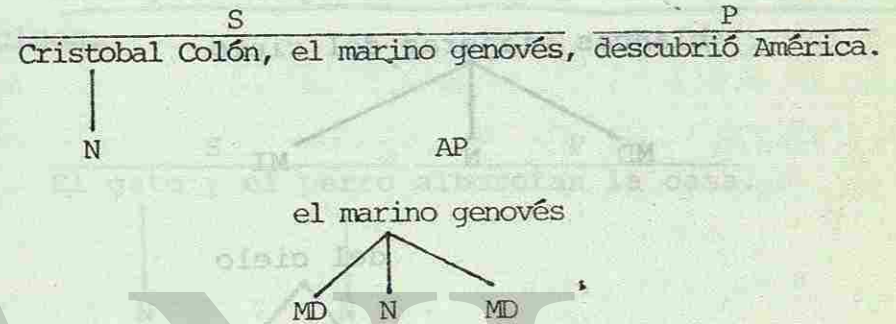 S P
Cristobal Colón, el marino genovés, descubrió América.
N AP
el marino genovés
MD N MD